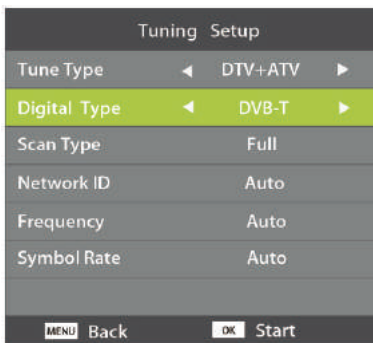 Tuning Setup
Tune Type ◀ DTV+ATV ▶
Digital Type ◀ DVB-T ▶
Scan Type Full
Network ID Auto
Frequency Auto
Symbol Rate Auto
MENU Back OK Start